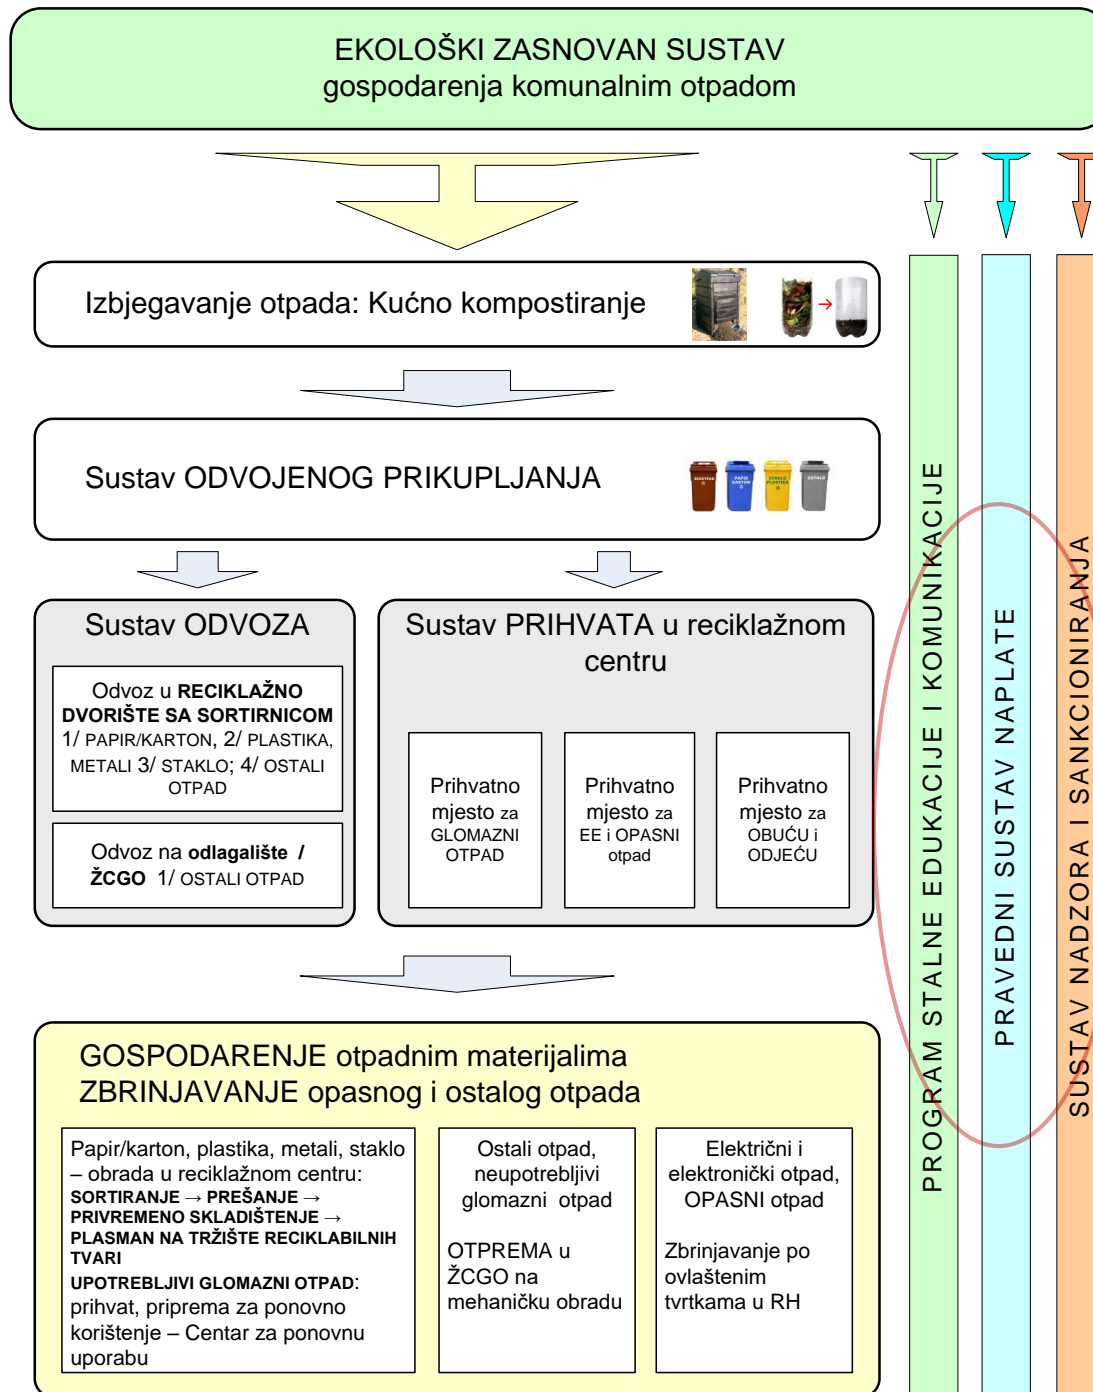 EKOLOŠKI ZASNOVAN SUSTAV
gospodarenja komunalnim otpadom
Izbjegavanje otpada: Kućno kompostiranje
Sustav ODVOJENOG PRIKUPLJANJA
BIOOTPAD
PAPIR
KARTON
STAKLO
PLASTIKA
OSTALO
Sustav ODVOZA
Odvoz u RECIKLAŽNO
DVORIŠTE SA SORTIRNICOM
1/ PAPIR/KARTON, 2/ PLASTIKA,
METALI 3/ STAKLO; 4/ OSTALI
OTPAD
Odvoz na odlagalište /
ŽCGO 1/ OSTALI OTPAD
Sustav PRIHVATA u reciklažnom
centru
Prihvatno
mjesto za
GLOMAZNI
OTPAD
Prihvatno
mjesto za
EE i OPASNI
otpad
Prihvatno
mjesto za
OBUĆU i
ODJEĆU
GOSPODARENJE otpadnim materijalima
ZBRINJAVANJE opasnog i ostalog otpada
Papir/karton, plastika, metali, staklo
– obrada u reciklažnom centru:
SORTIRANJE → PREŠANJE →
PRIVREMENO SKLADIŠTENJE →
PLASMAN NA TRŽIŠTE RECIKLABILNIH
TVARI
UPOTREBLJIVI GLOMAZNI OTPAD:
prihvat, priprema za ponovno
korištenje – Centar za ponovnu
uporabu
Ostali otpad,
neupotrebljivi
glomazni otpad
OTPREMA u
ŽCGO na
mehaničku obradu
Električni i
elektronički otpad,
OPASNI otpad
Zbrinjavanje po
ovlaštenim
tvrtkama u RH
PROGRAM STALNE EDUKACIJE I KOMUNIKACIJE
PRAVEDNI SUSTAV NAPLATE
SUSTAV NADZORA I SANKCIONIRANJA